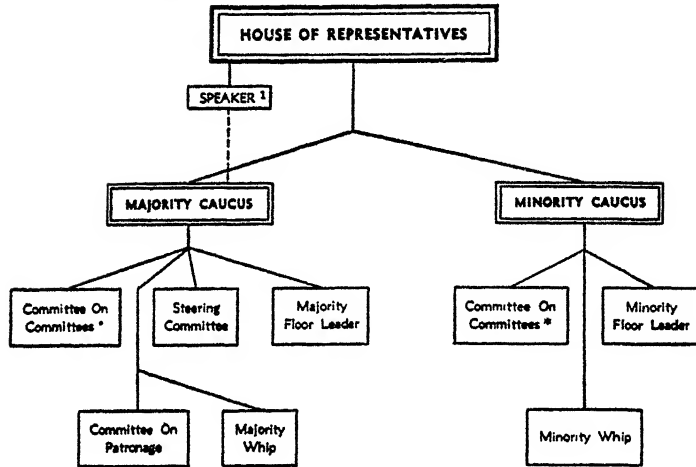 HOUSE OF REPRESENTATIVES
SPEAKER 1
MAJORITY CAUCUS
MINORITY CAUCUS
Committee On
Committees *
Steering
Committee
Majority
Floor Leader
Committee On
Committees *
Minority
Floor Leader
Committee On
Patronage
Majority
Whip
Minority Whip